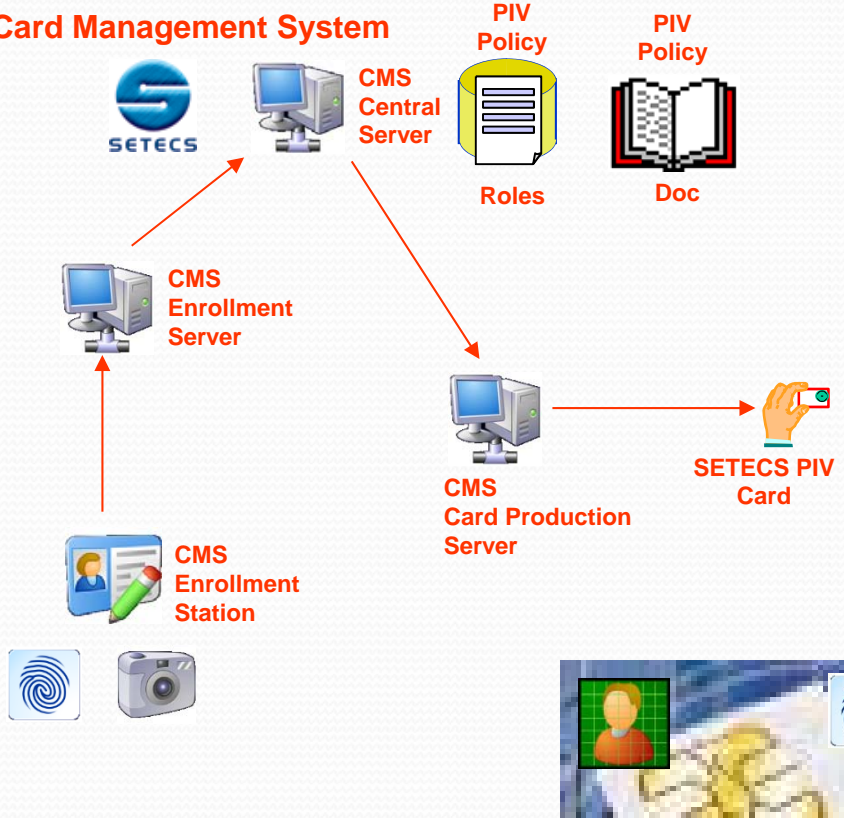 Card Management System
SETECS
CMS
Central
Server
PIV
Policy
Roles
PIV
Policy
Doc
CMS
Enrollment
Server
CMS
Card Production
Server
SETECS PIV
Card
CMS
Enrollment
Station